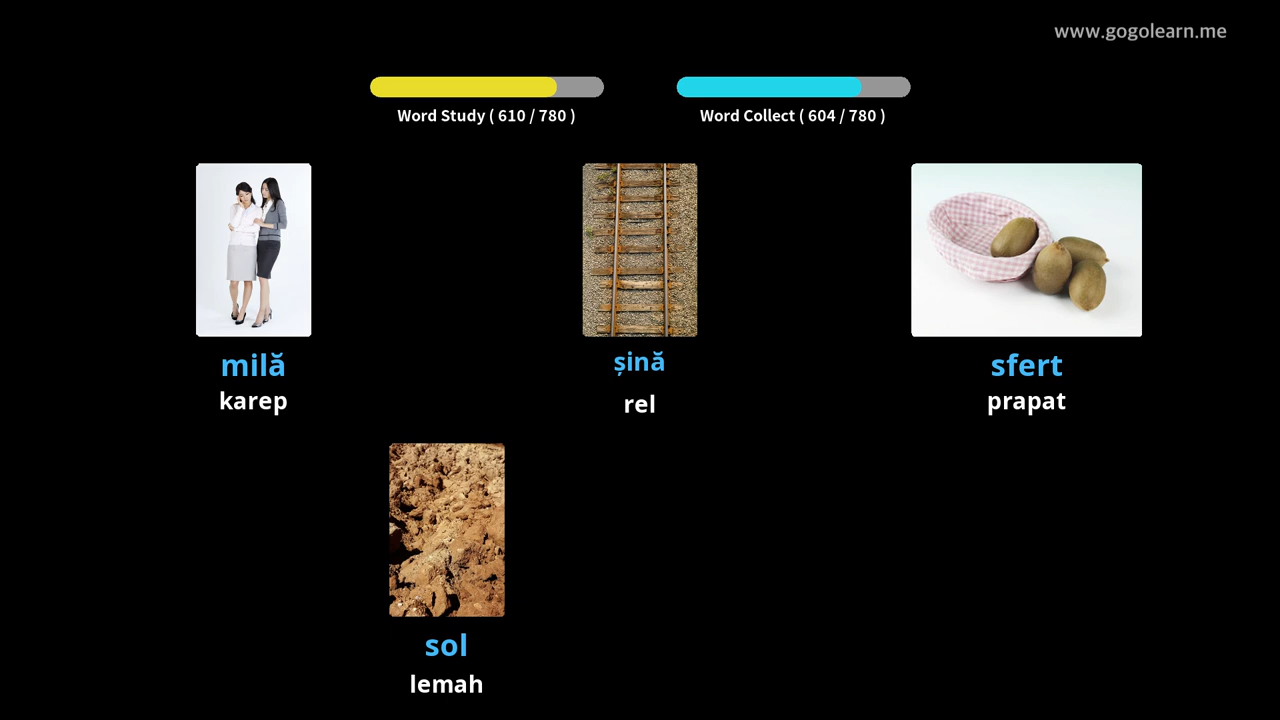 www.gogolearn.me
Word Study ( 610 / 780 )
Word Collect ( 604 / 780 )
milă
karep
șină
rel
sfert
prapat
sol
lemah